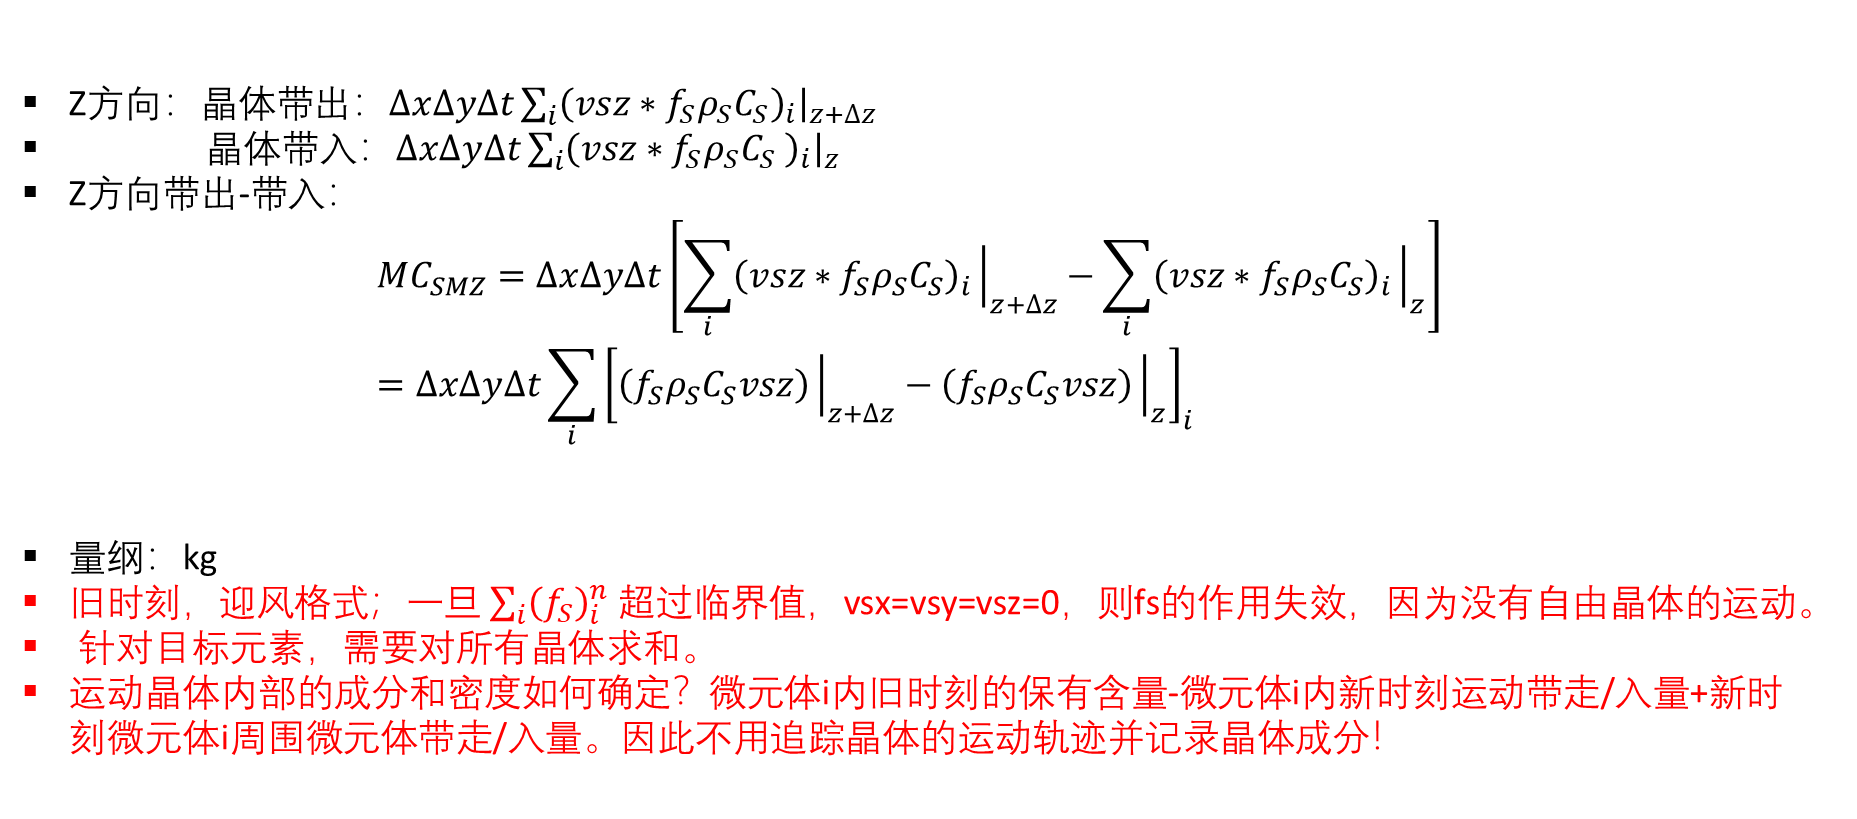 ▪ Z方向：晶体带出：ΔxΔyΔt∑ᵢ(vsz ∗ f_Sρ_SC_S)ᵢ|_{z+Δz}
▪ 晶体带入：ΔxΔyΔt∑ᵢ(vsz ∗ f_Sρ_SC_S )ᵢ|_z
▪ Z方向带出-带入：
MC_{SMZ} = ΔxΔyΔt[∑_i(vsz ∗ f_Sρ_SC_S)_i|_{z+Δz} − ∑_i(vsz ∗ f_Sρ_SC_S)_i|_z]
= ΔxΔyΔt∑_i[(f_Sρ_SC_Svsz)|_{z+Δz} − (f_Sρ_SC_Svsz)|_z]_i
▪ 量纲：kg
▪ 旧时刻，迎风格式；一旦∑_i(f_S)_i^n 超过临界值，vsx=vsy=vsz=0，则fs的作用失效，因为没有自由晶体的运动。
▪ 针对目标元素，需要对所有晶体求和。
▪ 运动晶体内部的成分和密度如何确定？微元体i内旧时刻的保有含量-微元体i内新时刻运动带走/入量+新时
刻微元体i周围微元体带走/入量。因此不用追踪晶体的运动轨迹并记录晶体成分！